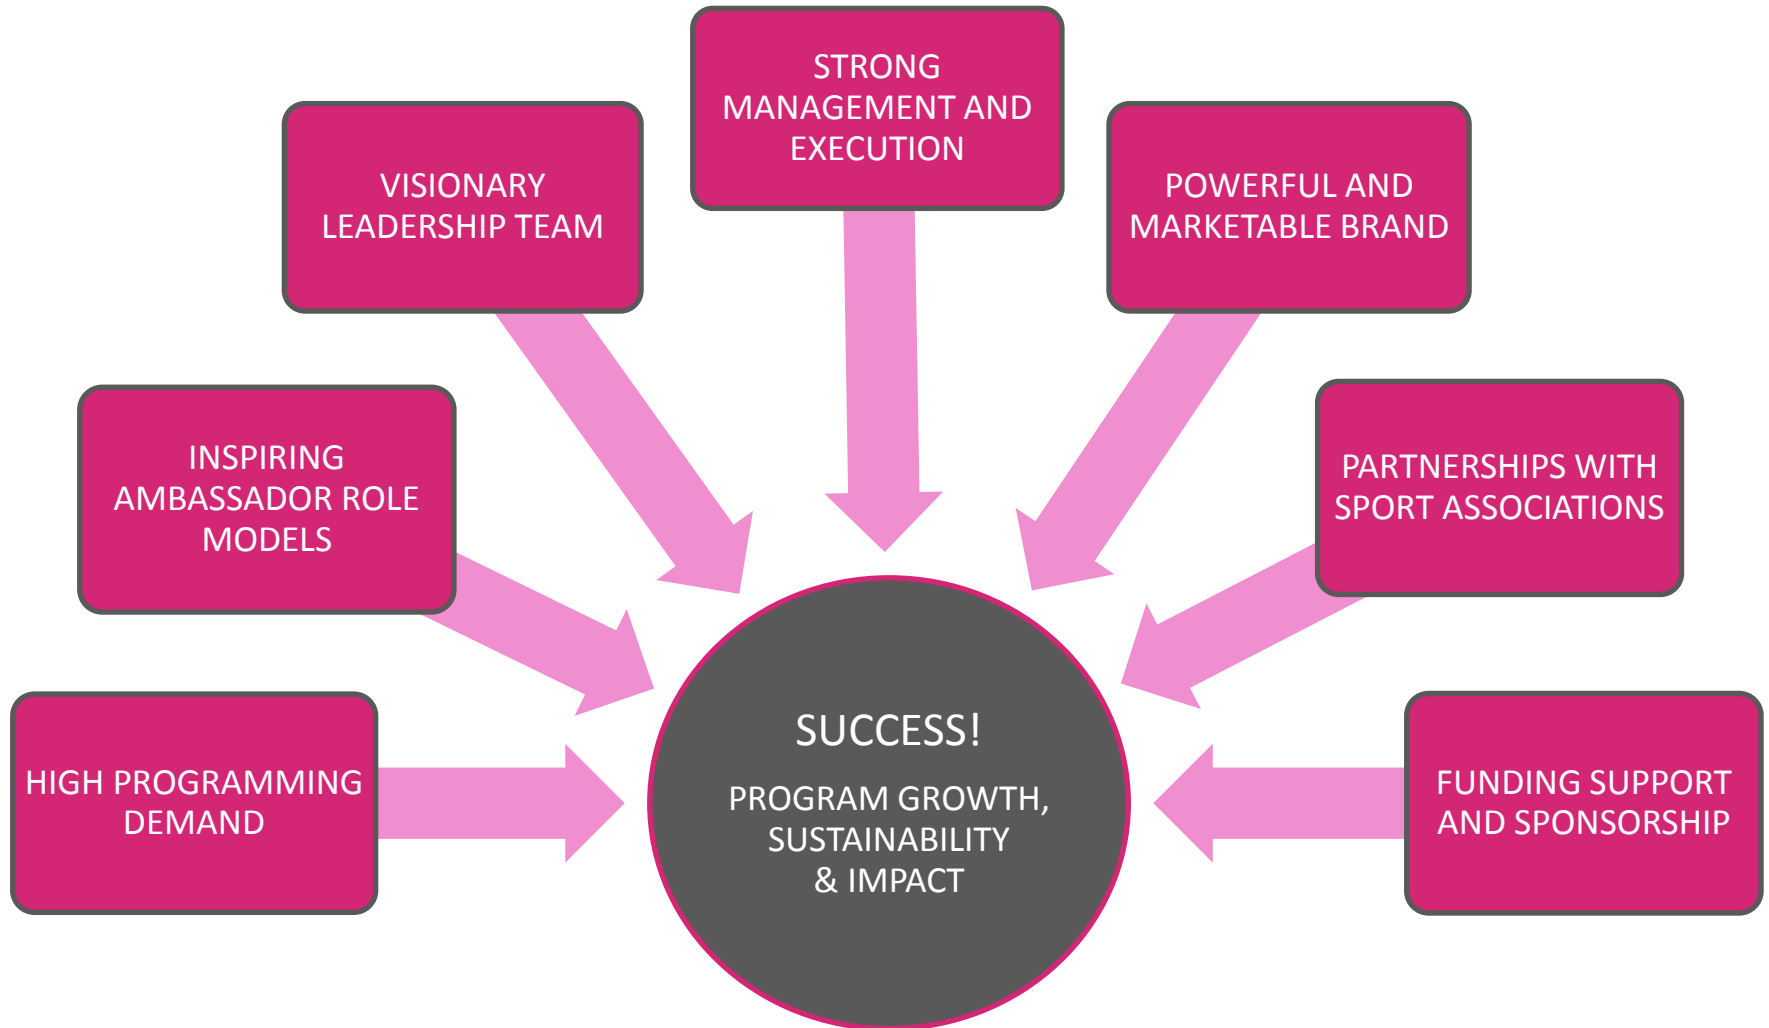 STRONG
MANAGEMENT AND
EXECUTION
VISIONARY
LEADERSHIP TEAM
POWERFUL AND
MARKETABLE BRAND
INSPIRING
AMBASSADOR ROLE
MODELS
PARTNERSHIPS WITH
SPORT ASSOCIATIONS
HIGH PROGRAMMING
DEMAND
SUCCESS!
PROGRAM GROWTH,
SUSTAINABILITY
& IMPACT
FUNDING SUPPORT
AND SPONSORSHIP